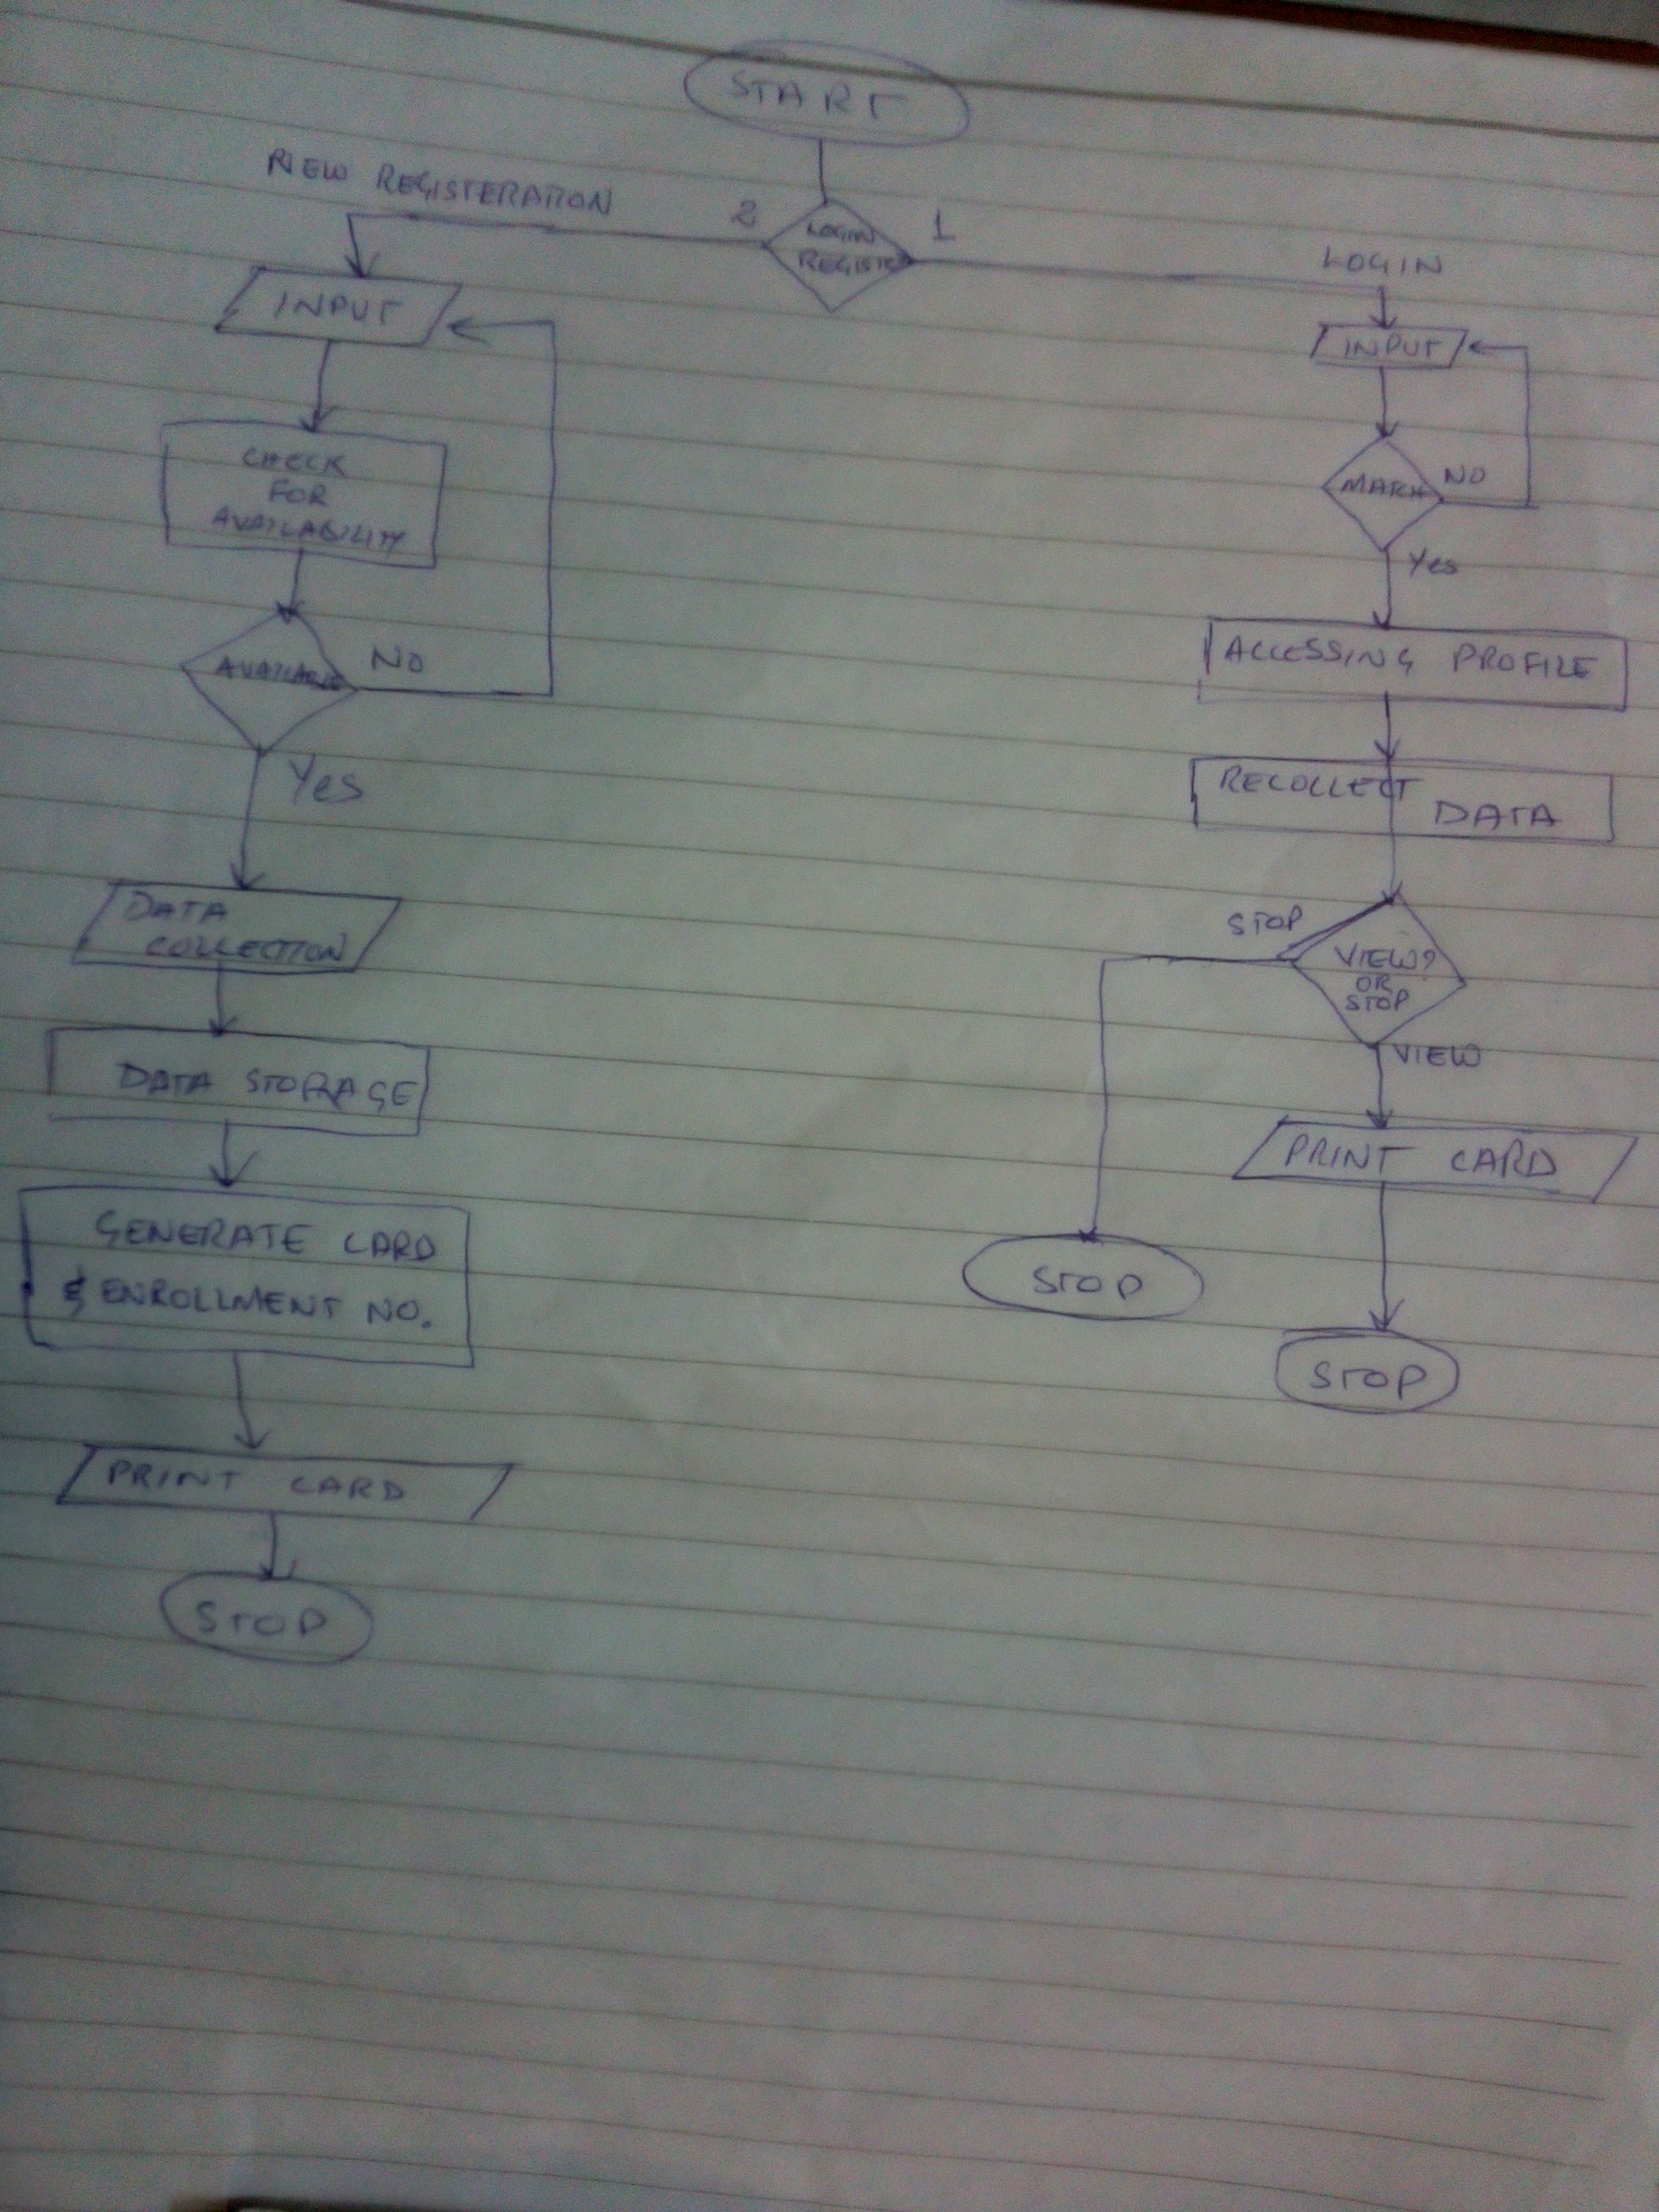 START
NEW REGISTERATION
2
1
LOGIN
REGISTER
LOGIN
INPUT
CHECK
FOR
AVAILABILITY
AVAILABLE
NO
Yes
DATA
COLLECTION
DATA STORAGE
GENERATE CARD
& ENROLLMENT NO.
PRINT CARD
STOP
INPUT
MATCH
NO
Yes
ACCESSING PROFILE
RECOLLECT
DATA
STOP
VIEW?
OR
STOP
VIEW
PRINT CARD
STOP
STOP